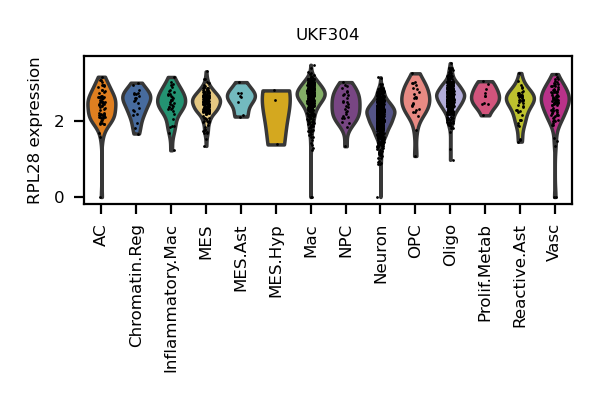 UKF304
RPL28 expression
2
0
AC
Chromatin.Reg
Inflammatory.Mac
MES
MES.Ast
MES.Hyp
Mac
NPC
Neuron
OPC
Oligo
Prolif.Metab
Reactive.Ast
Vasc